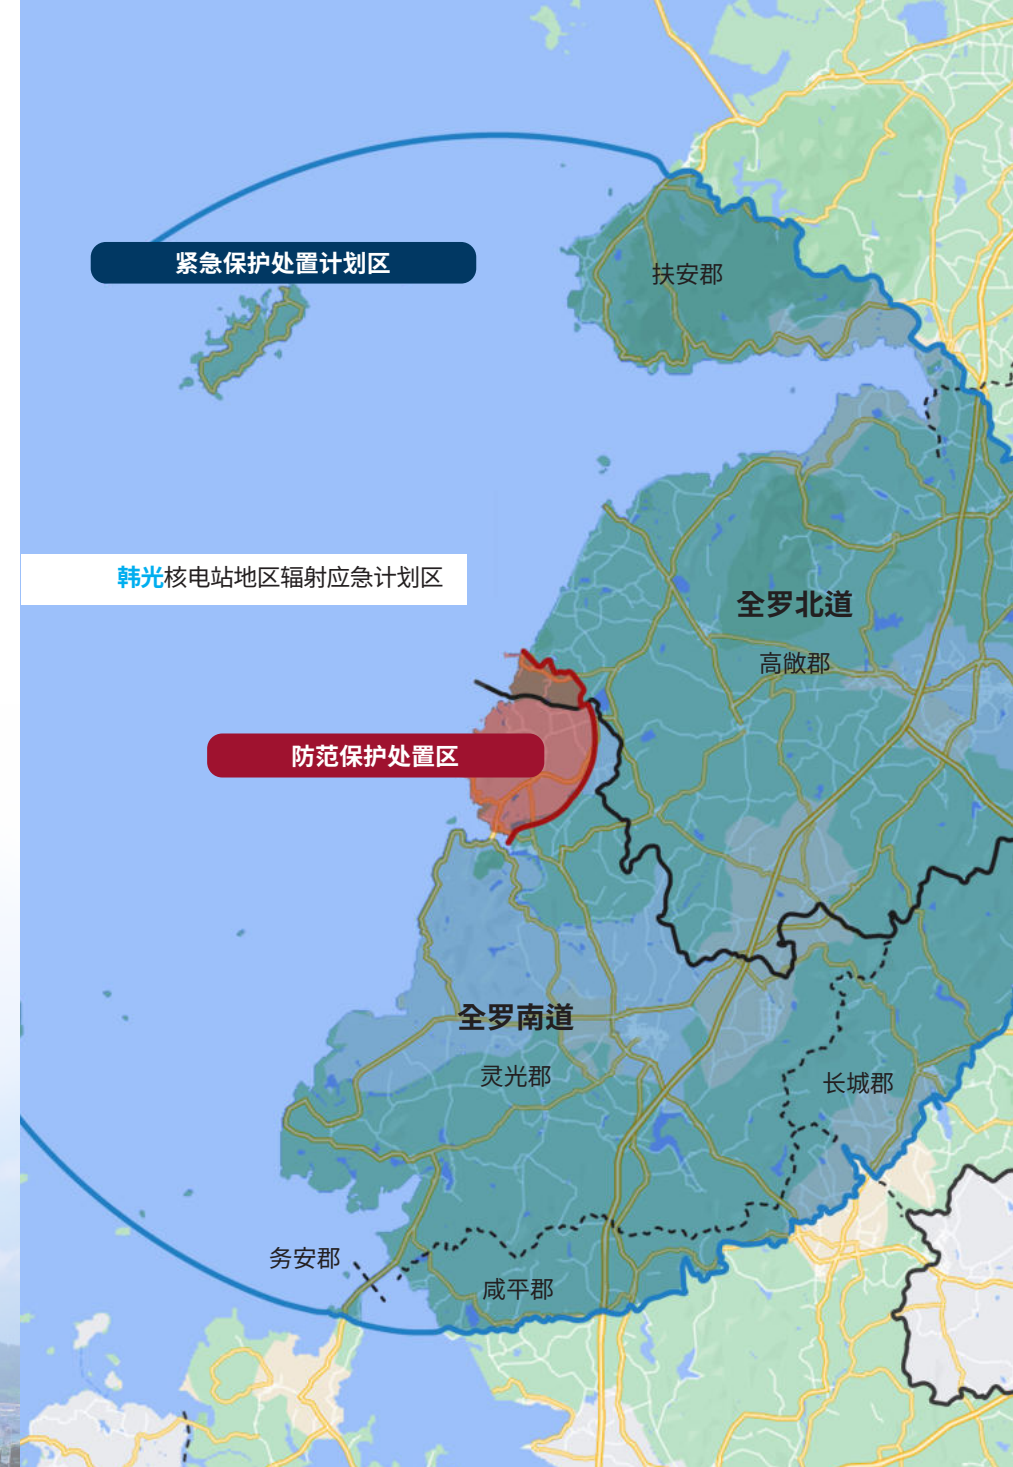 紧急保护处置计划区
扶安郡
韩光核电站地区辐射应急计划区
全罗北道
高敞郡
防范保护处置区
全罗南道
灵光郡
长城郡
务安郡
咸平郡